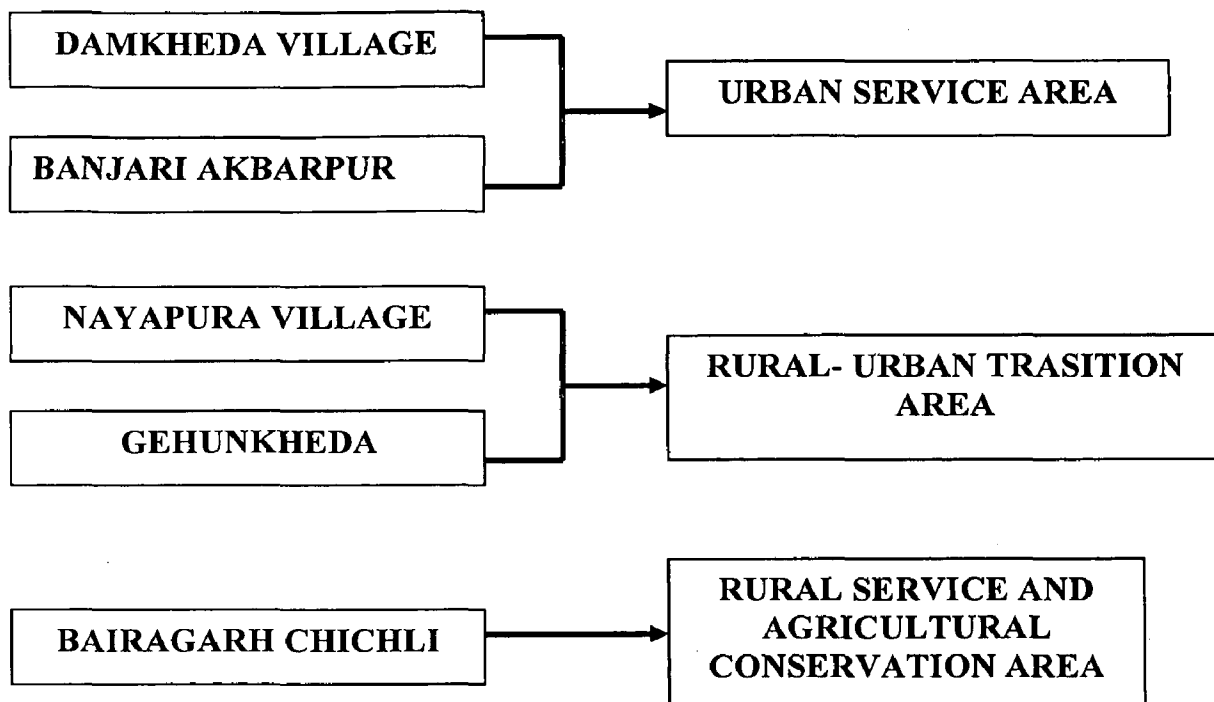 DAMKHEDA VILLAGE
BANJARI AKBARPUR
URBAN SERVICE AREA
NAYAPURA VILLAGE
GEHUNKHEDA
RURAL- URBAN TRASITION
AREA
BAIRAGARH CHICHLI
RURAL SERVICE AND
AGRICULTURAL
CONSERVATION AREA